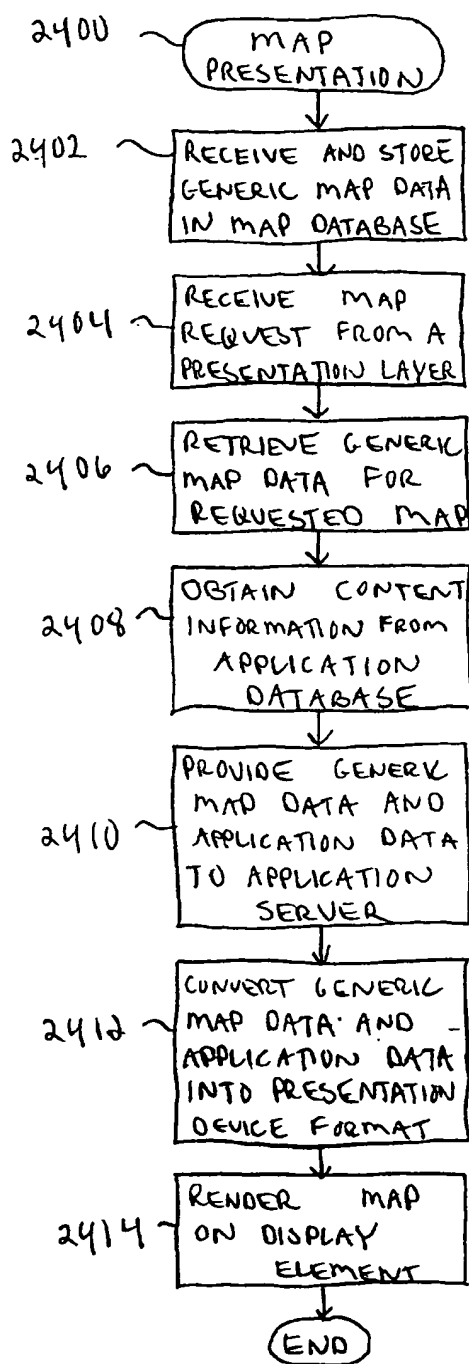 2400
MAP
PRESENTATION
2402
RECEIVE AND STORE
GENERIC MAP DATA
IN MAP DATABASE
2404
RECEIVE MAP
REQUEST FROM A
PRESENTATION LAYER
2406
RETRIEVE GENERIC
MAP DATA FOR
REQUESTED MAP
2408
OBTAIN CONTENT
INFORMATION FROM
APPLICATION
DATABASE
2410
PROVIDE GENERIC
MAP DATA AND
APPLICATION DATA
TO APPLICATION
SERVER
2412
CONVERT GENERIC
MAP DATA AND
APPLICATION DATA
INTO PRESENTATION
DEVICE FORMAT
2414
RENDER MAP
ON DISPLAY
ELEMENT
END